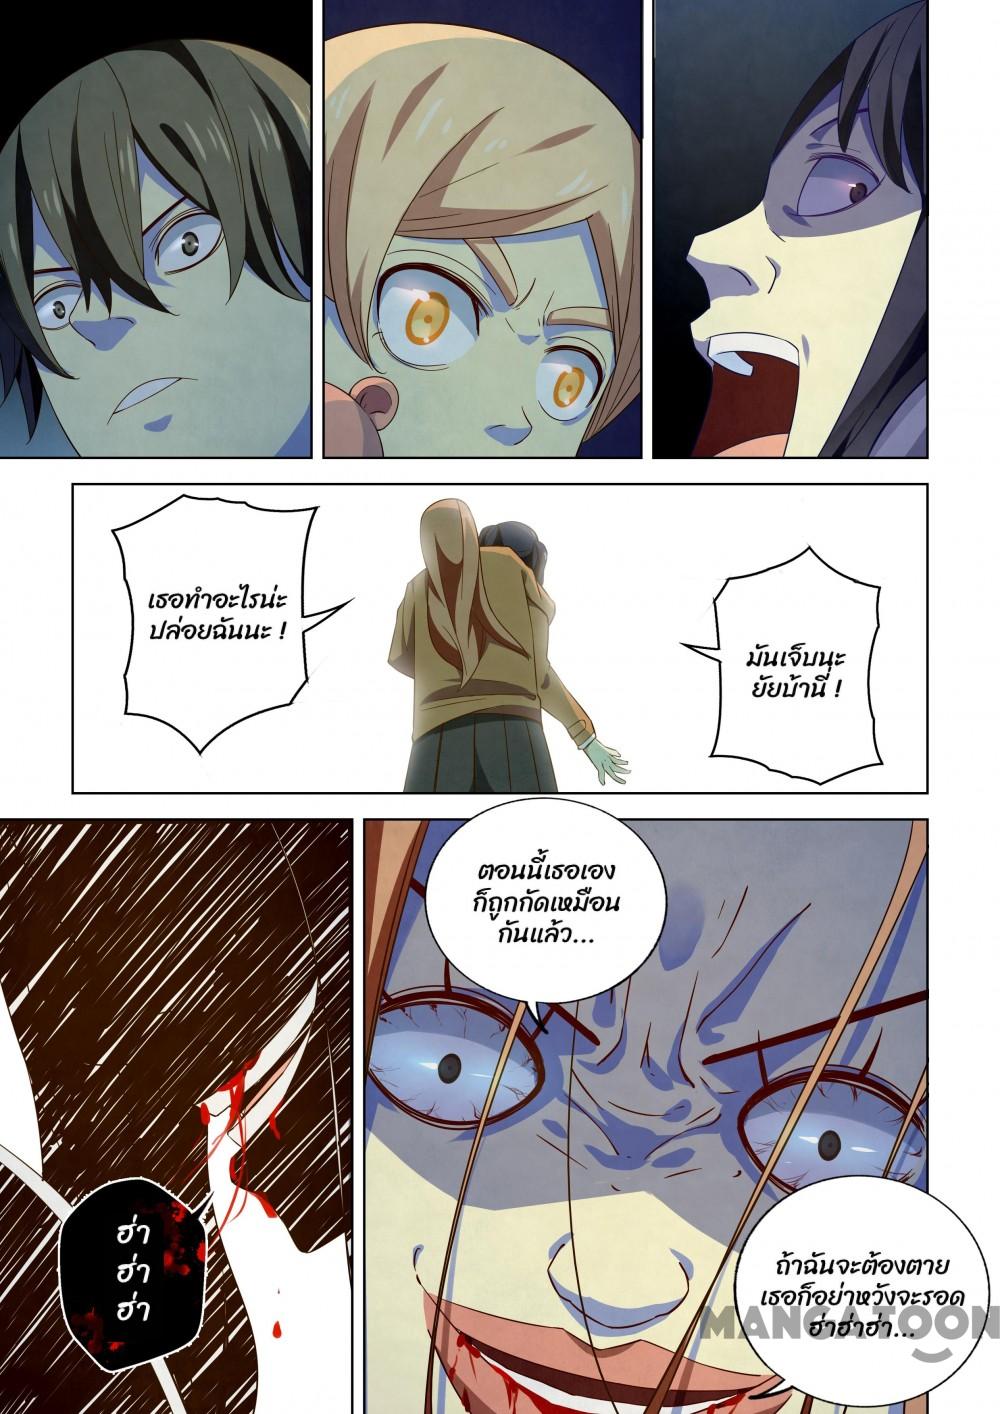 เธอทำอะไรน่ะ
ปล่อยฉันนะ !
มันเจ็บนะ
ยัยบ้านี่ !
ตอนนี้เธอเอง
ก็ถูกกัดเหมือน
กันแล้ว...
ฮ่า
ฮ่า
ฮ่า
ถ้าฉันจะต้องตาย
เธอก็อย่าหวังจะรอด
ฮ่าฮ่าฮ่า...
MANGATOON